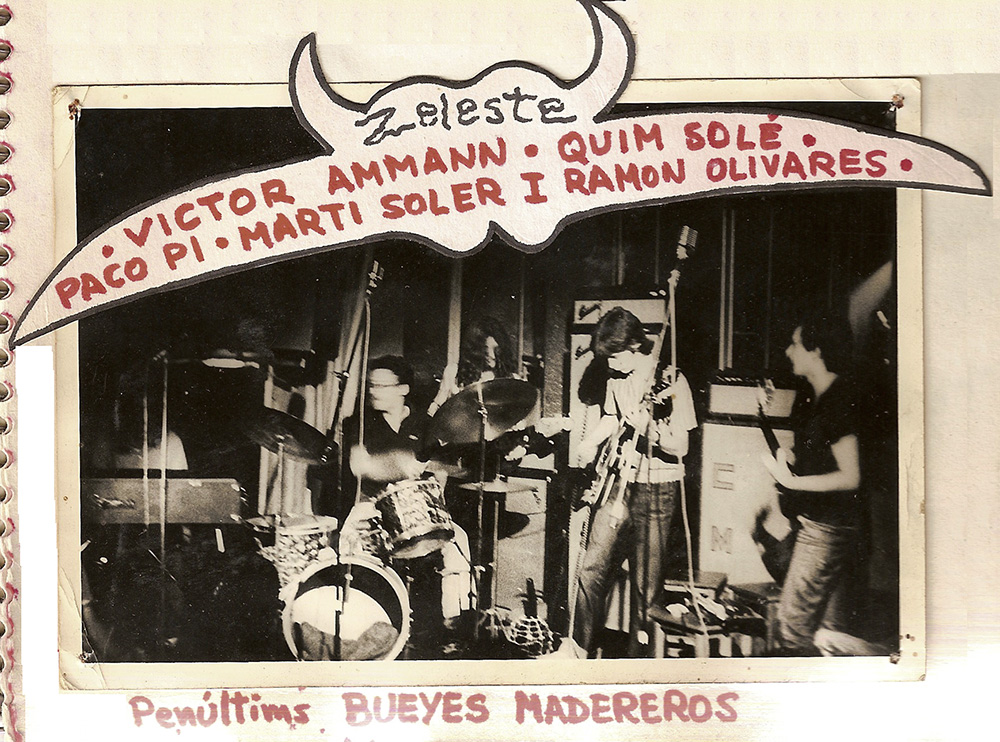 Zeleste
• VICTOR AMMANN • QUIM SOLÉ •
PACO PI • MARTI SOLER I RAMON OLIVARES •
G
N
Penúltims BUEYES MADEREROS